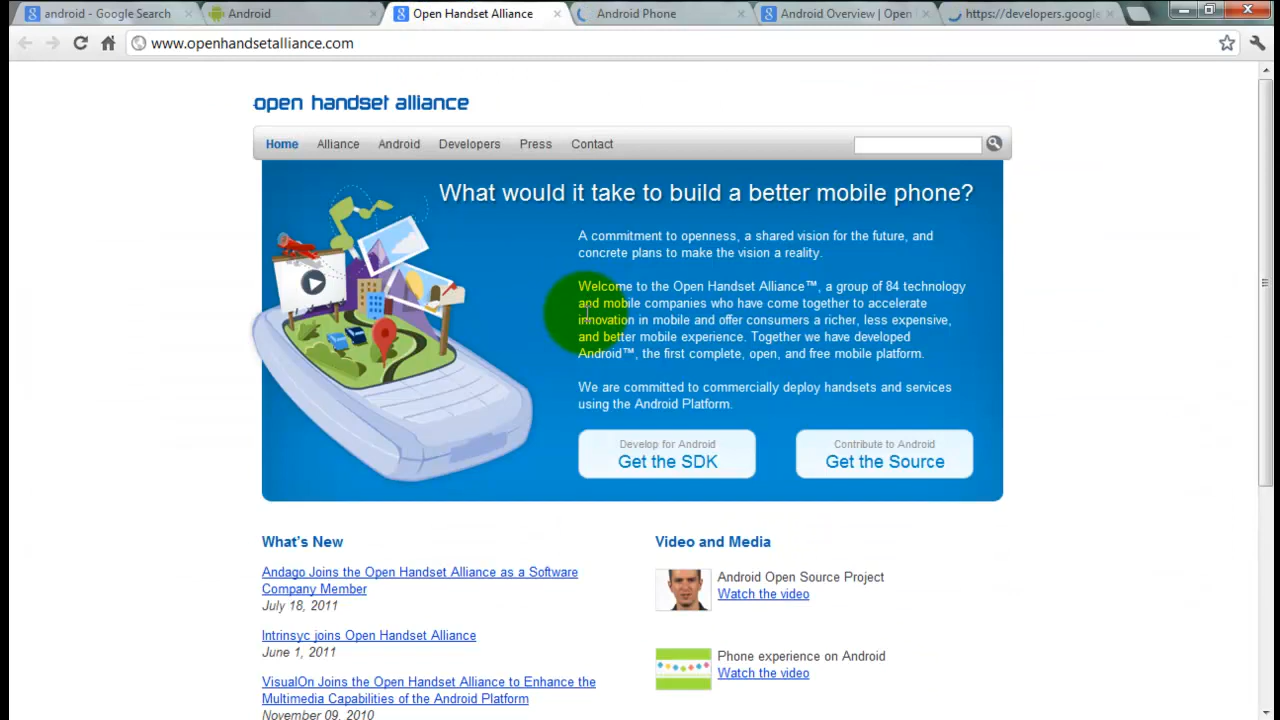 android - Google Search
Android
Open Handset Alliance
Android Phone
Android Overview | Open
https://developers.google
www.openhandsetalliance.com
open handset alliance
Home Alliance Android Developers Press Contact
What would it take to build a better mobile phone?
A commitment to openness, a shared vision for the future, and
concrete plans to make the vision a reality.
Welcome to the Open Handset Alliance™, a group of 84 technology
and mobile companies who have come together to accelerate
innovation in mobile and offer consumers a richer, less expensive,
and better mobile experience. Together we have developed
Android™, the first complete, open, and free mobile platform.
We are committed to commercially deploy handsets and services
using the Android Platform.
Develop for Android
Get the SDK
Contribute to Android
Get the Source
What's New
Andago Joins the Open Handset Alliance as a Software
Company Member
July 18, 2011
Intrinsyc joins Open Handset Alliance
June 1, 2011
VisualOn Joins the Open Handset Alliance to Enhance the
Multimedia Capabilities of the Android Platform
November 09, 2010
Video and Media
Android Open Source Project
Watch the video
Phone experience on Android
Watch the video